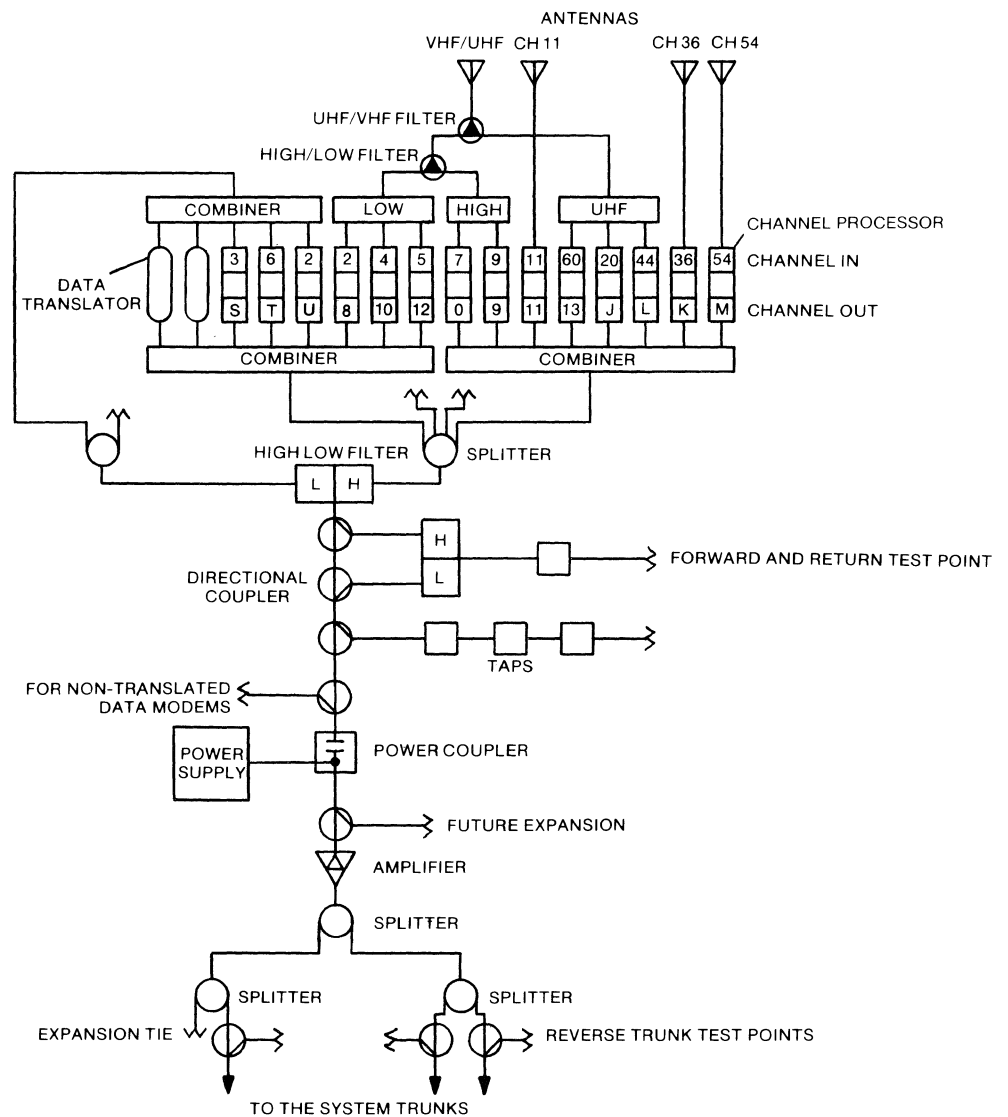 ANTENNAS
VHF/UHF CH 11 CH 36 CH 54
UHF/VHF FILTER
HIGH/LOW FILTER
COMBINER LOW HIGH UHF
CHANNEL PROCESSOR
3 6 2 2 4 5 7 9 11 60 20 44 36 54
CHANNEL IN
DATA
TRANSLATOR
S T U 8 10 12 0 9 11 13 J L K M
CHANNEL OUT
COMBINER COMBINER
HIGH LOW FILTER SPLITTER
L H
H
L
FORWARD AND RETURN TEST POINT
DIRECTIONAL
COUPLER
TAPS
FOR NON-TRANSLATED
DATA MODEMS
POWER
SUPPLY
POWER COUPLER
FUTURE EXPANSION
AMPLIFIER
SPLITTER
SPLITTER SPLITTER
EXPANSION TIE REVERSE TRUNK TEST POINTS
TO THE SYSTEM TRUNKS